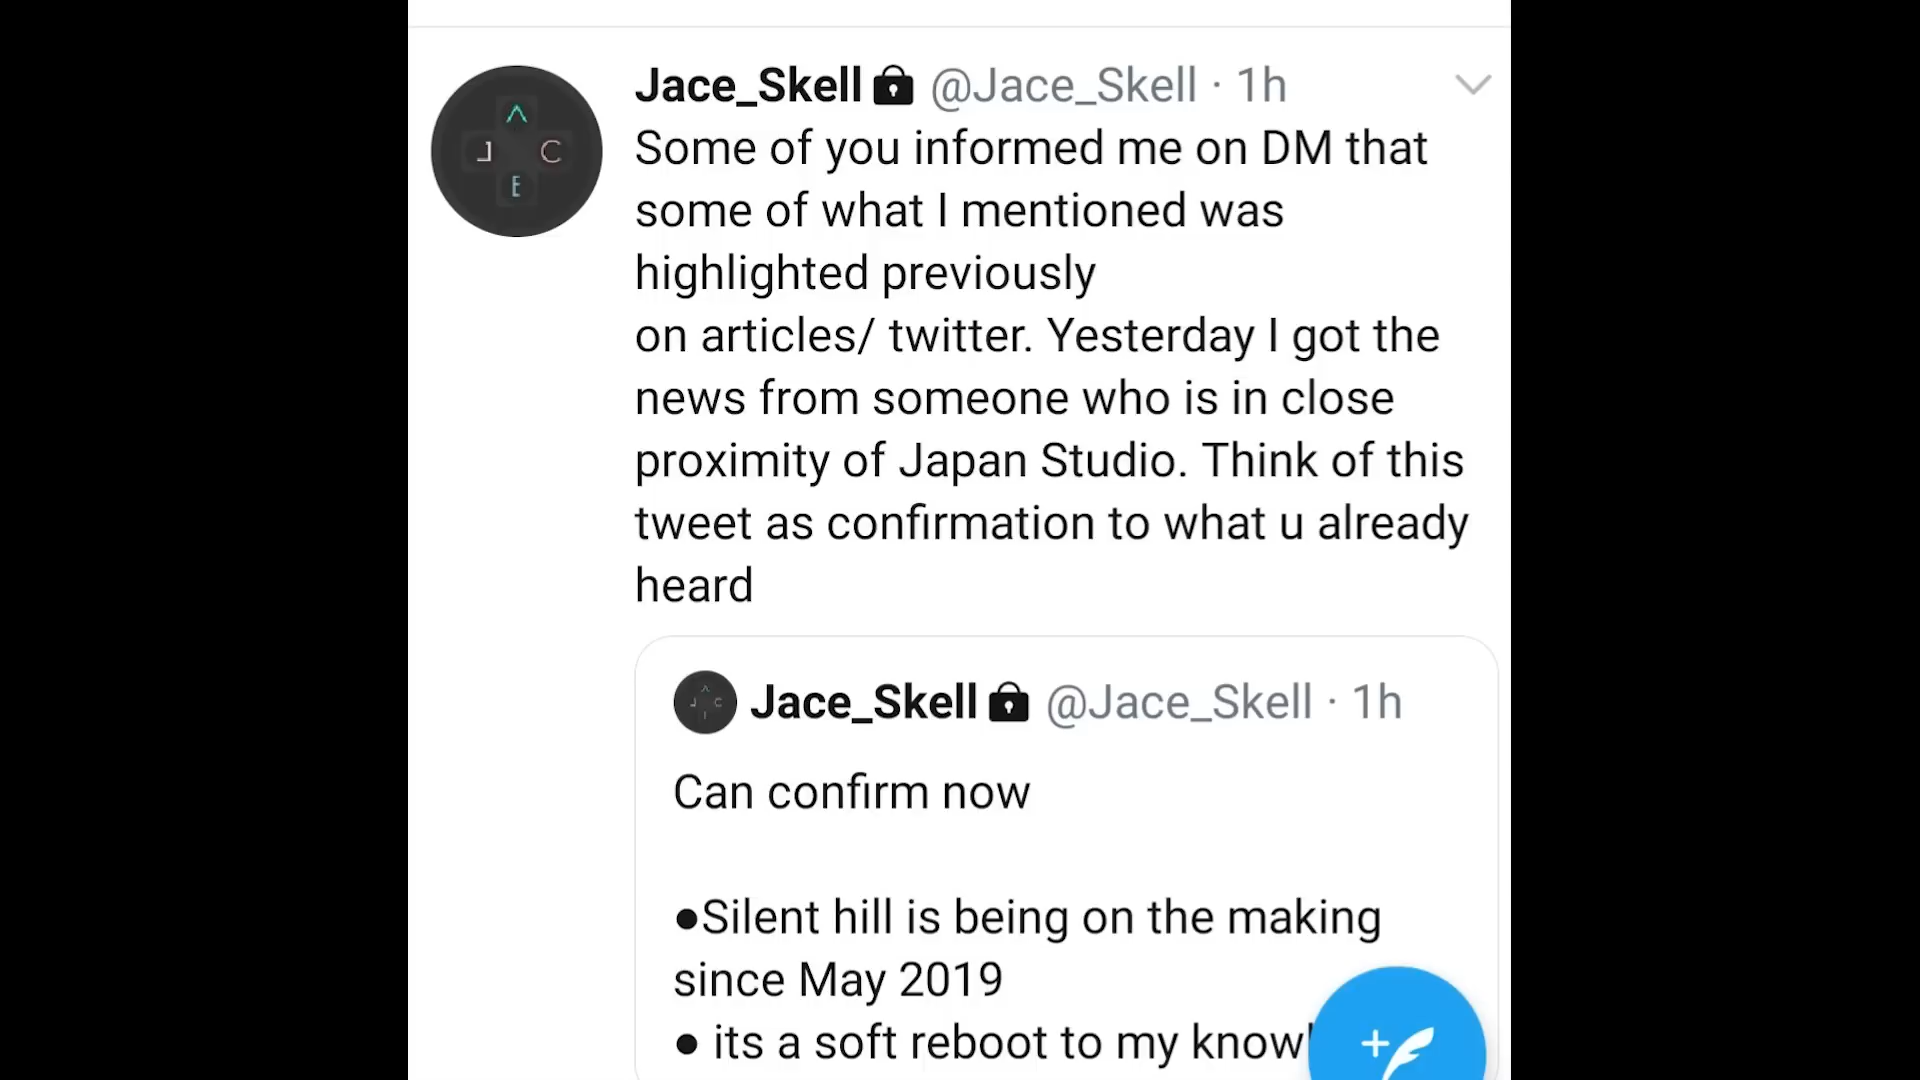 Jace_Skell @Jace_Skell · 1h
J A C E
Some of you informed me on DM that
some of what I mentioned was
highlighted previously
on articles/ twitter. Yesterday I got the
news from someone who is in close
proximity of Japan Studio. Think of this
tweet as confirmation to what u already
heard
Jace_Skell @Jace_Skell · 1h
Can confirm now
●Silent hill is being on the making
since May 2019
● its a soft reboot to my